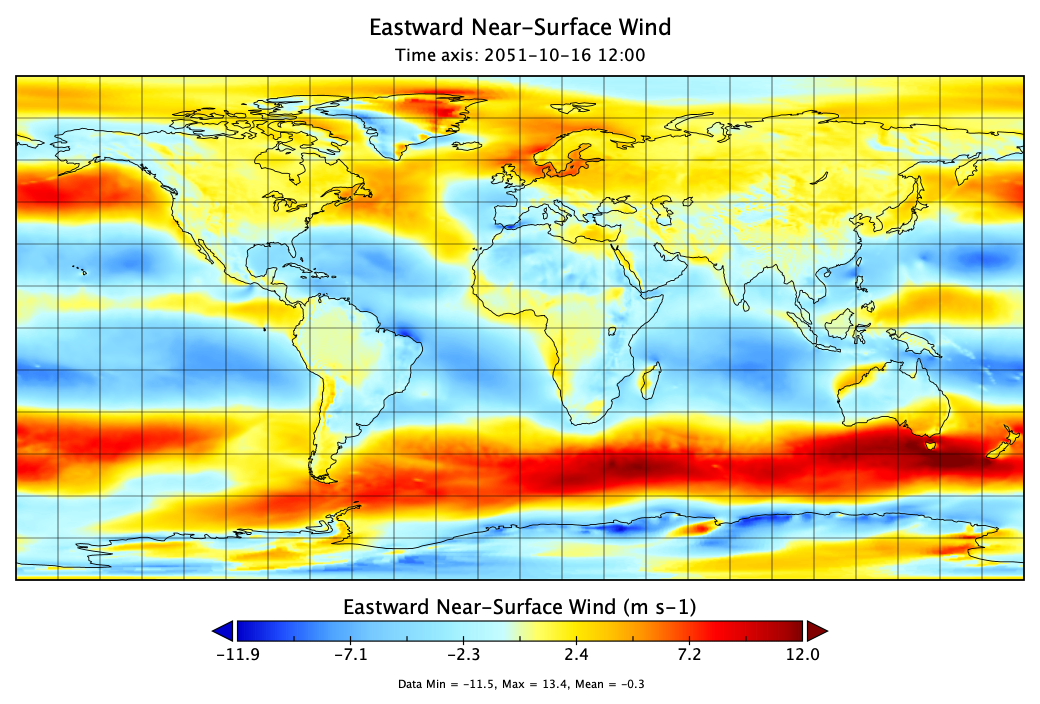 Eastward Near-Surface Wind
Time axis: 2051-10-16 12:00
Eastward Near-Surface Wind (m s-1)
-11.9 -7.1 -2.3 2.4 7.2 12.0
Data Min = -11.5, Max = 13.4, Mean = -0.3